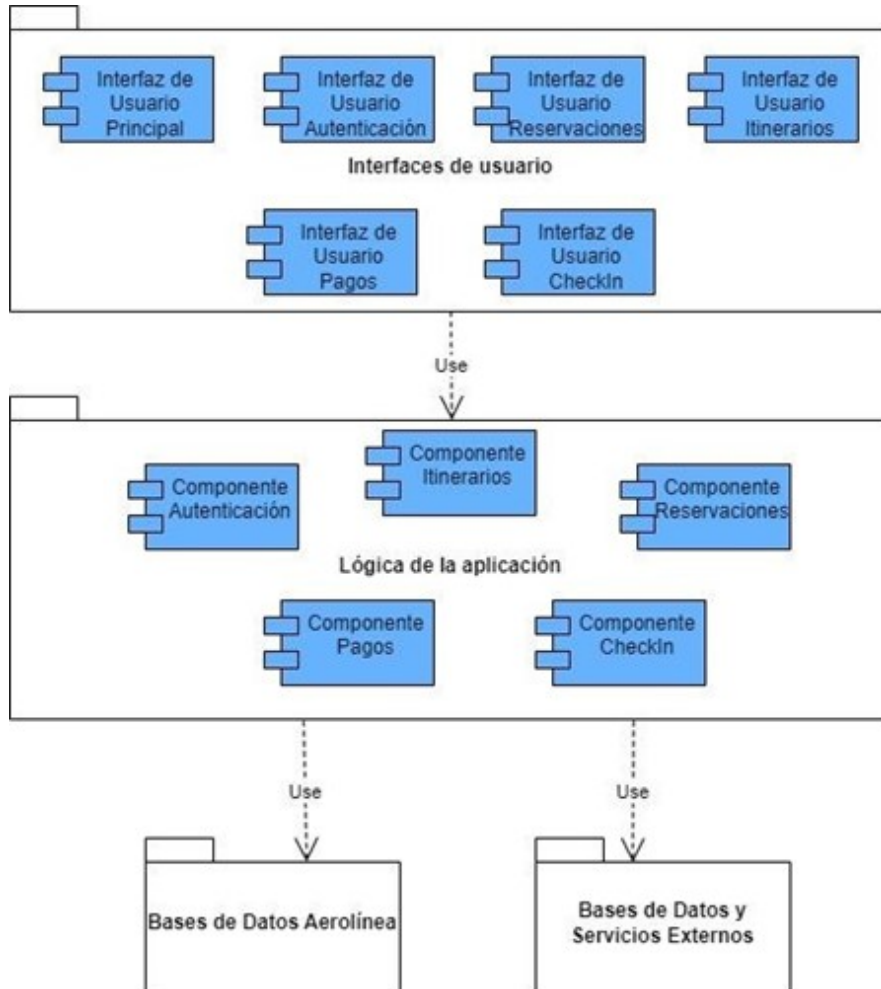 Interfaz de
Usuario
Principal
Interfaz de
Usuario
Autenticación
Interfaz de
Usuario
Reservaciones
Interfaz de
Usuario
Itinerarios
Interfaces de usuario
Interfaz de
Usuario
Pagos
Interfaz de
Usuario
CheckIn
Use
Componente
Itinerarios
Componente
Autenticación
Componente
Reservaciones
Lógica de la aplicación
Componente
Pagos
Componente
CheckIn
Use
Use
Bases de Datos Aerolínea
Bases de Datos y
Servicios Externos